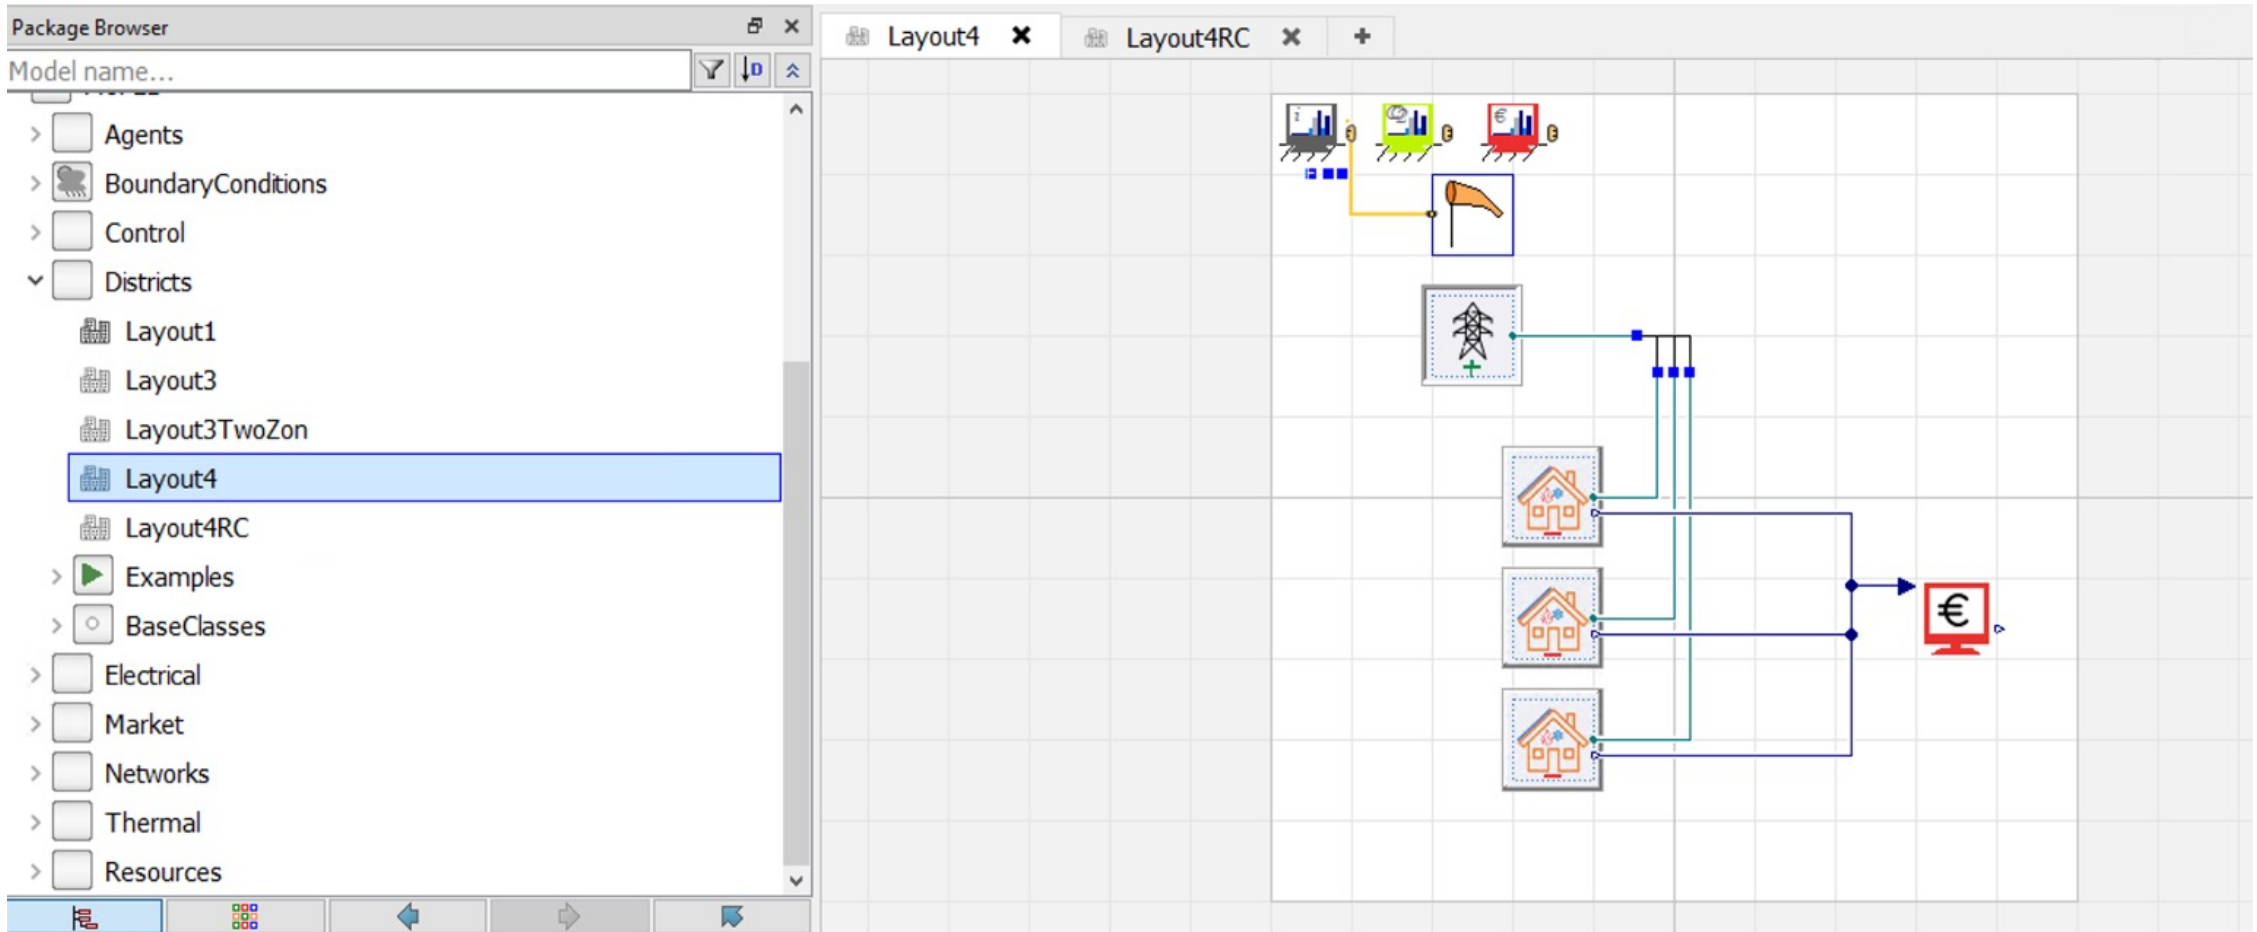 Package Browser
Model name...
D
Agents
BoundaryConditions
Control
Districts
Layout1
Layout3
Layout3TwoZon
Layout4
Layout4RC
Examples
BaseClasses
Electrical
Market
Networks
Thermal
Resources
Layout4
Layout4RC
i
€
€